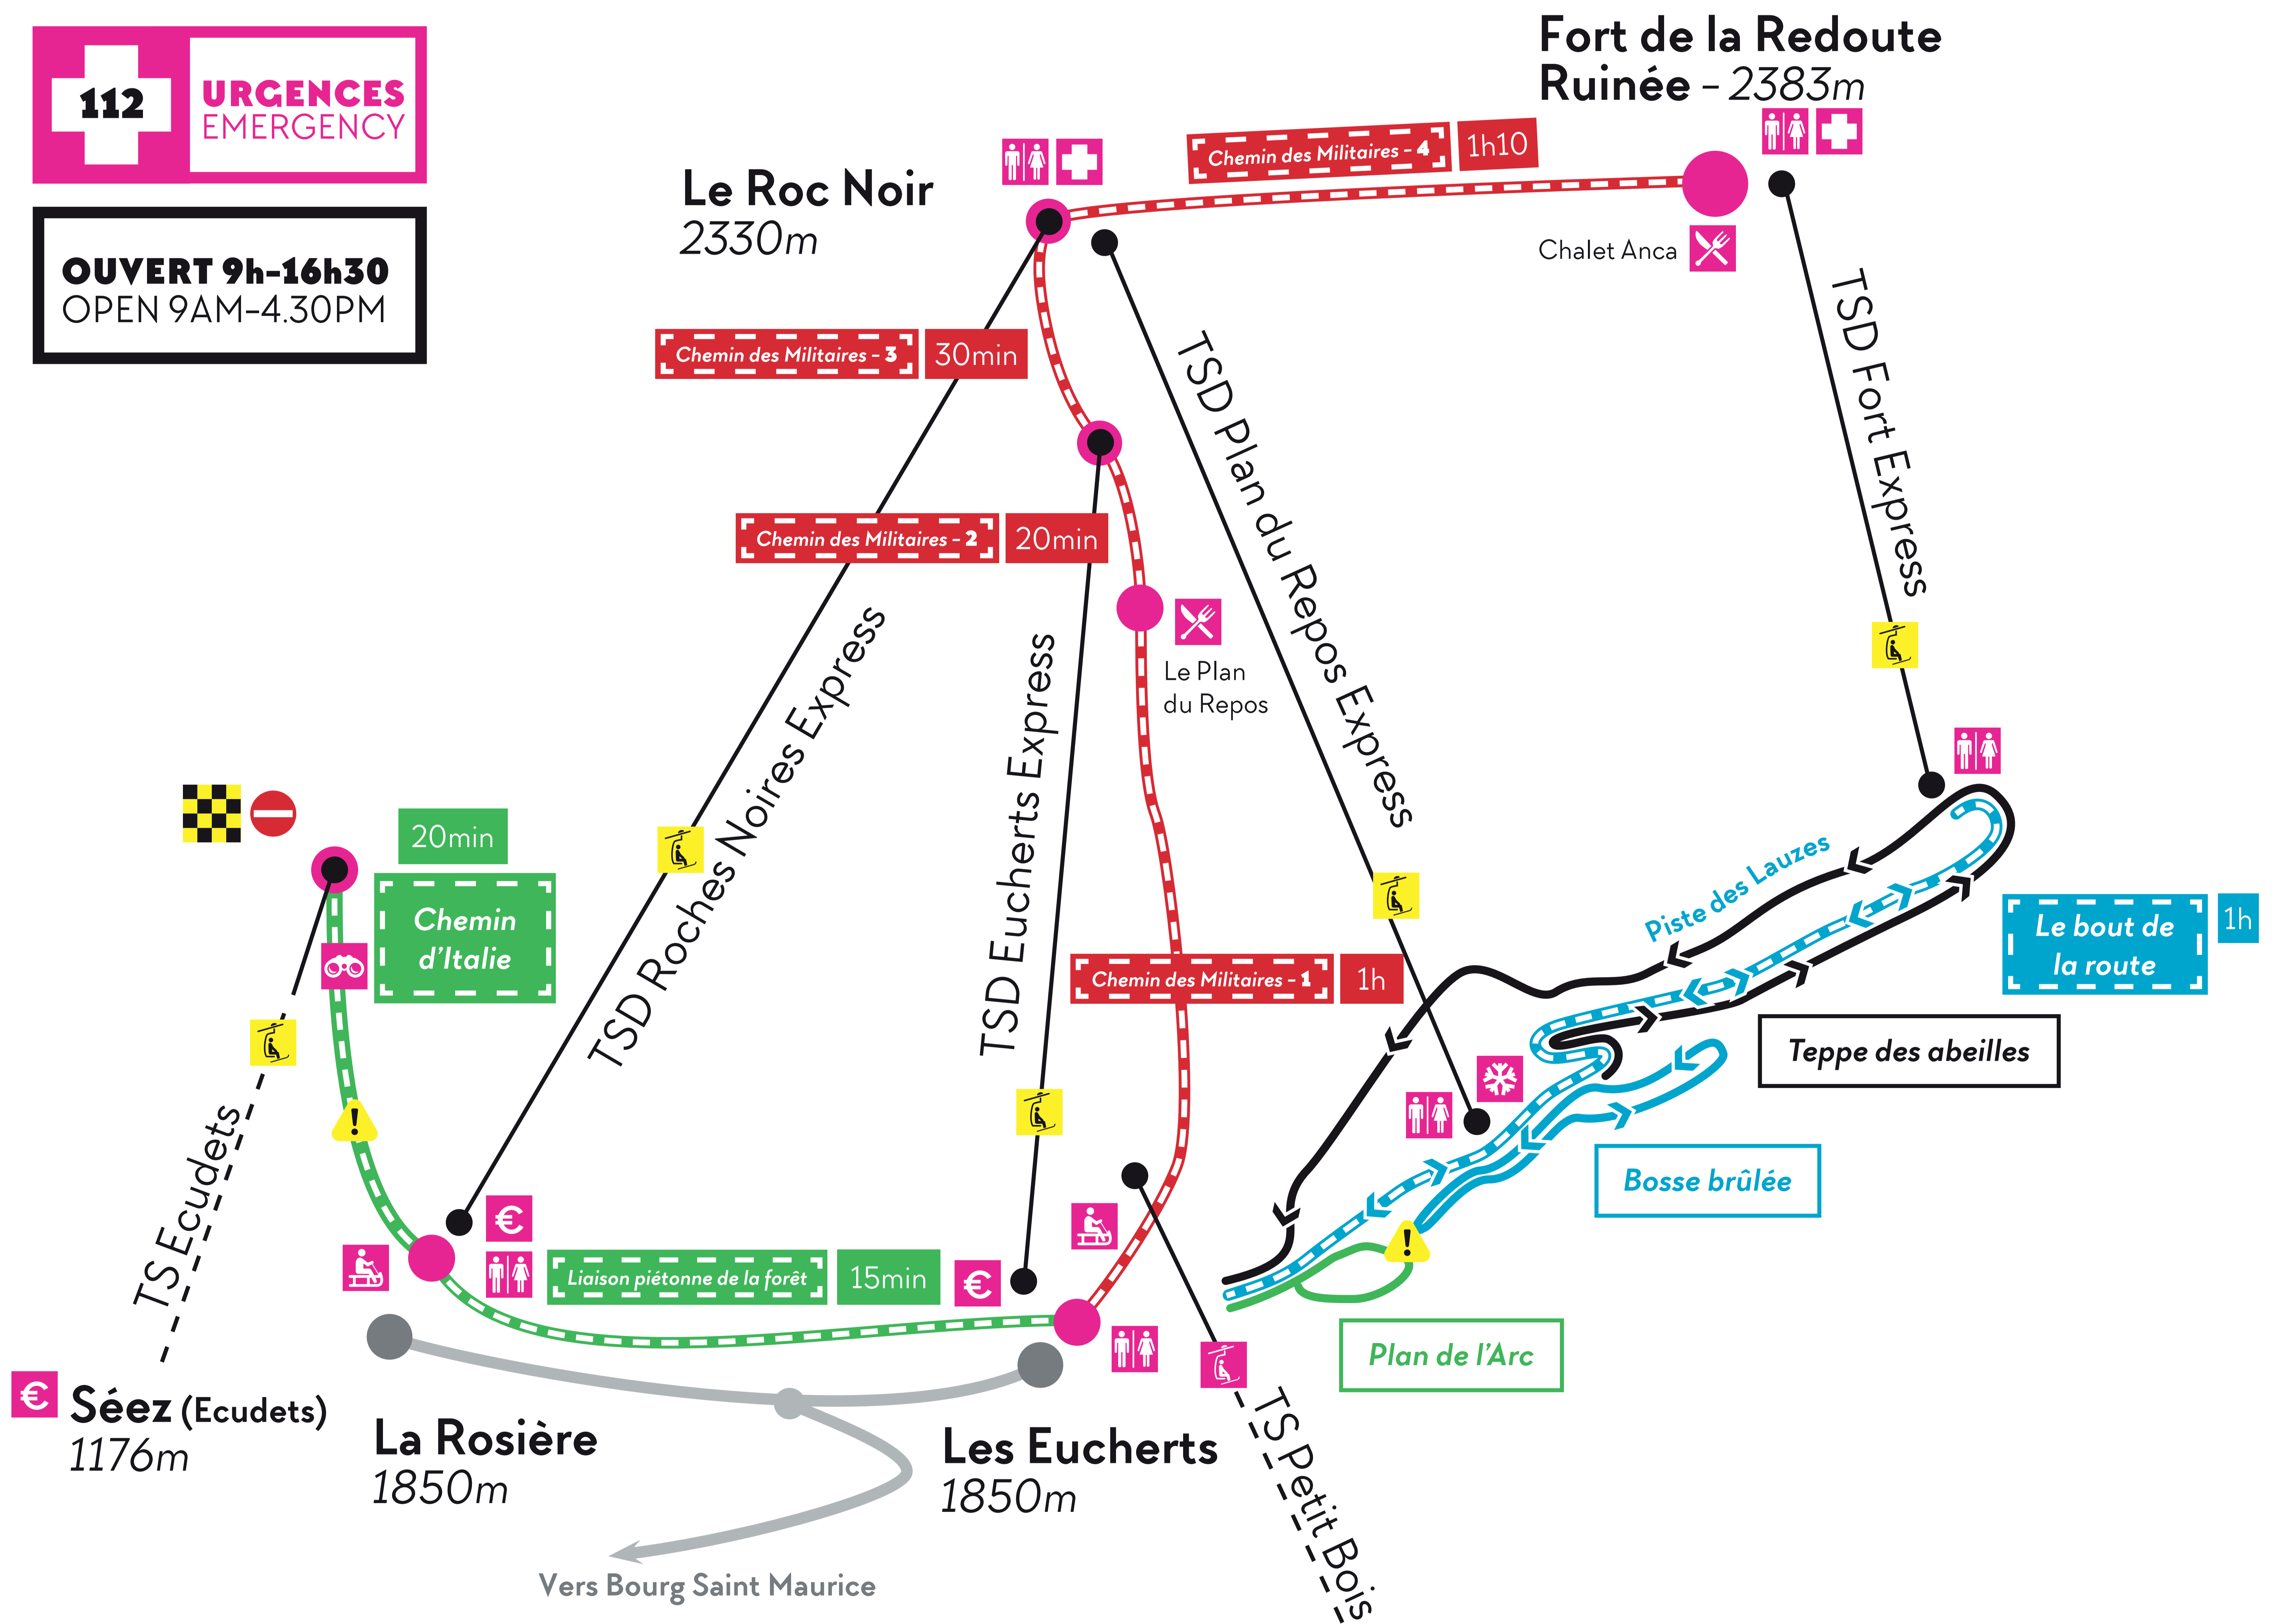 112
URGENCES
EMERGENCY
OUVERT 9h-16h30
OPEN 9AM-4.30PM
Fort de la Redoute
Ruinée - 2383m
Chemin des Militaires - 4
1h10
Le Roc Noir
2330m
Chalet Anca
Chemin des Militaires - 3
30min
TSD Plan du Repos Express
TSD Fort Express
Chemin des Militaires - 2
20min
Le Plan
du Repos
TSD Roches Noires Express
TSD Eucherts Express
20min
Chemin
d'Italie
Piste des Lauzes
Le bout de
la route
1h
Chemin des Militaires - 1
1h
Teppe des abeilles
!
TS Ecudets
Bosse brûlée
€
!
Liaison piétonne de la forêt
15min
€
Plan de l'Arc
€
Séez (Ecudets)
1176m
La Rosière
1850m
Les Eucherts
1850m
TS Petit Bois
Vers Bourg Saint Maurice